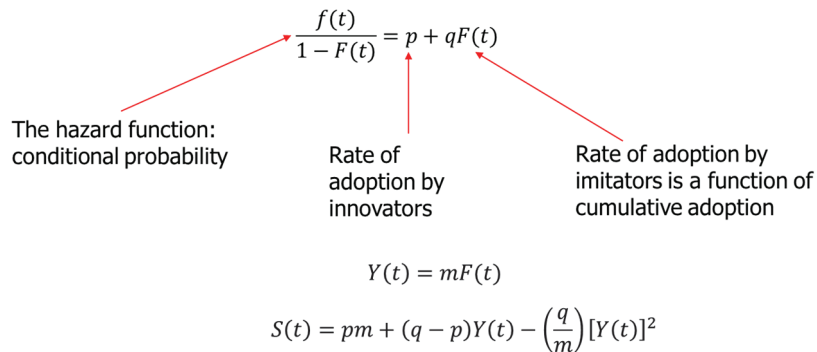 f(t)/(1 − F(t)) = p + qF(t)
The hazard function:
conditional probability
Rate of
adoption by
innovators
Rate of adoption by
imitators is a function of
cumulative adoption
Y(t) = mF(t)
S(t) = pm + (q − p)Y(t) − (q/m)[Y(t)]²